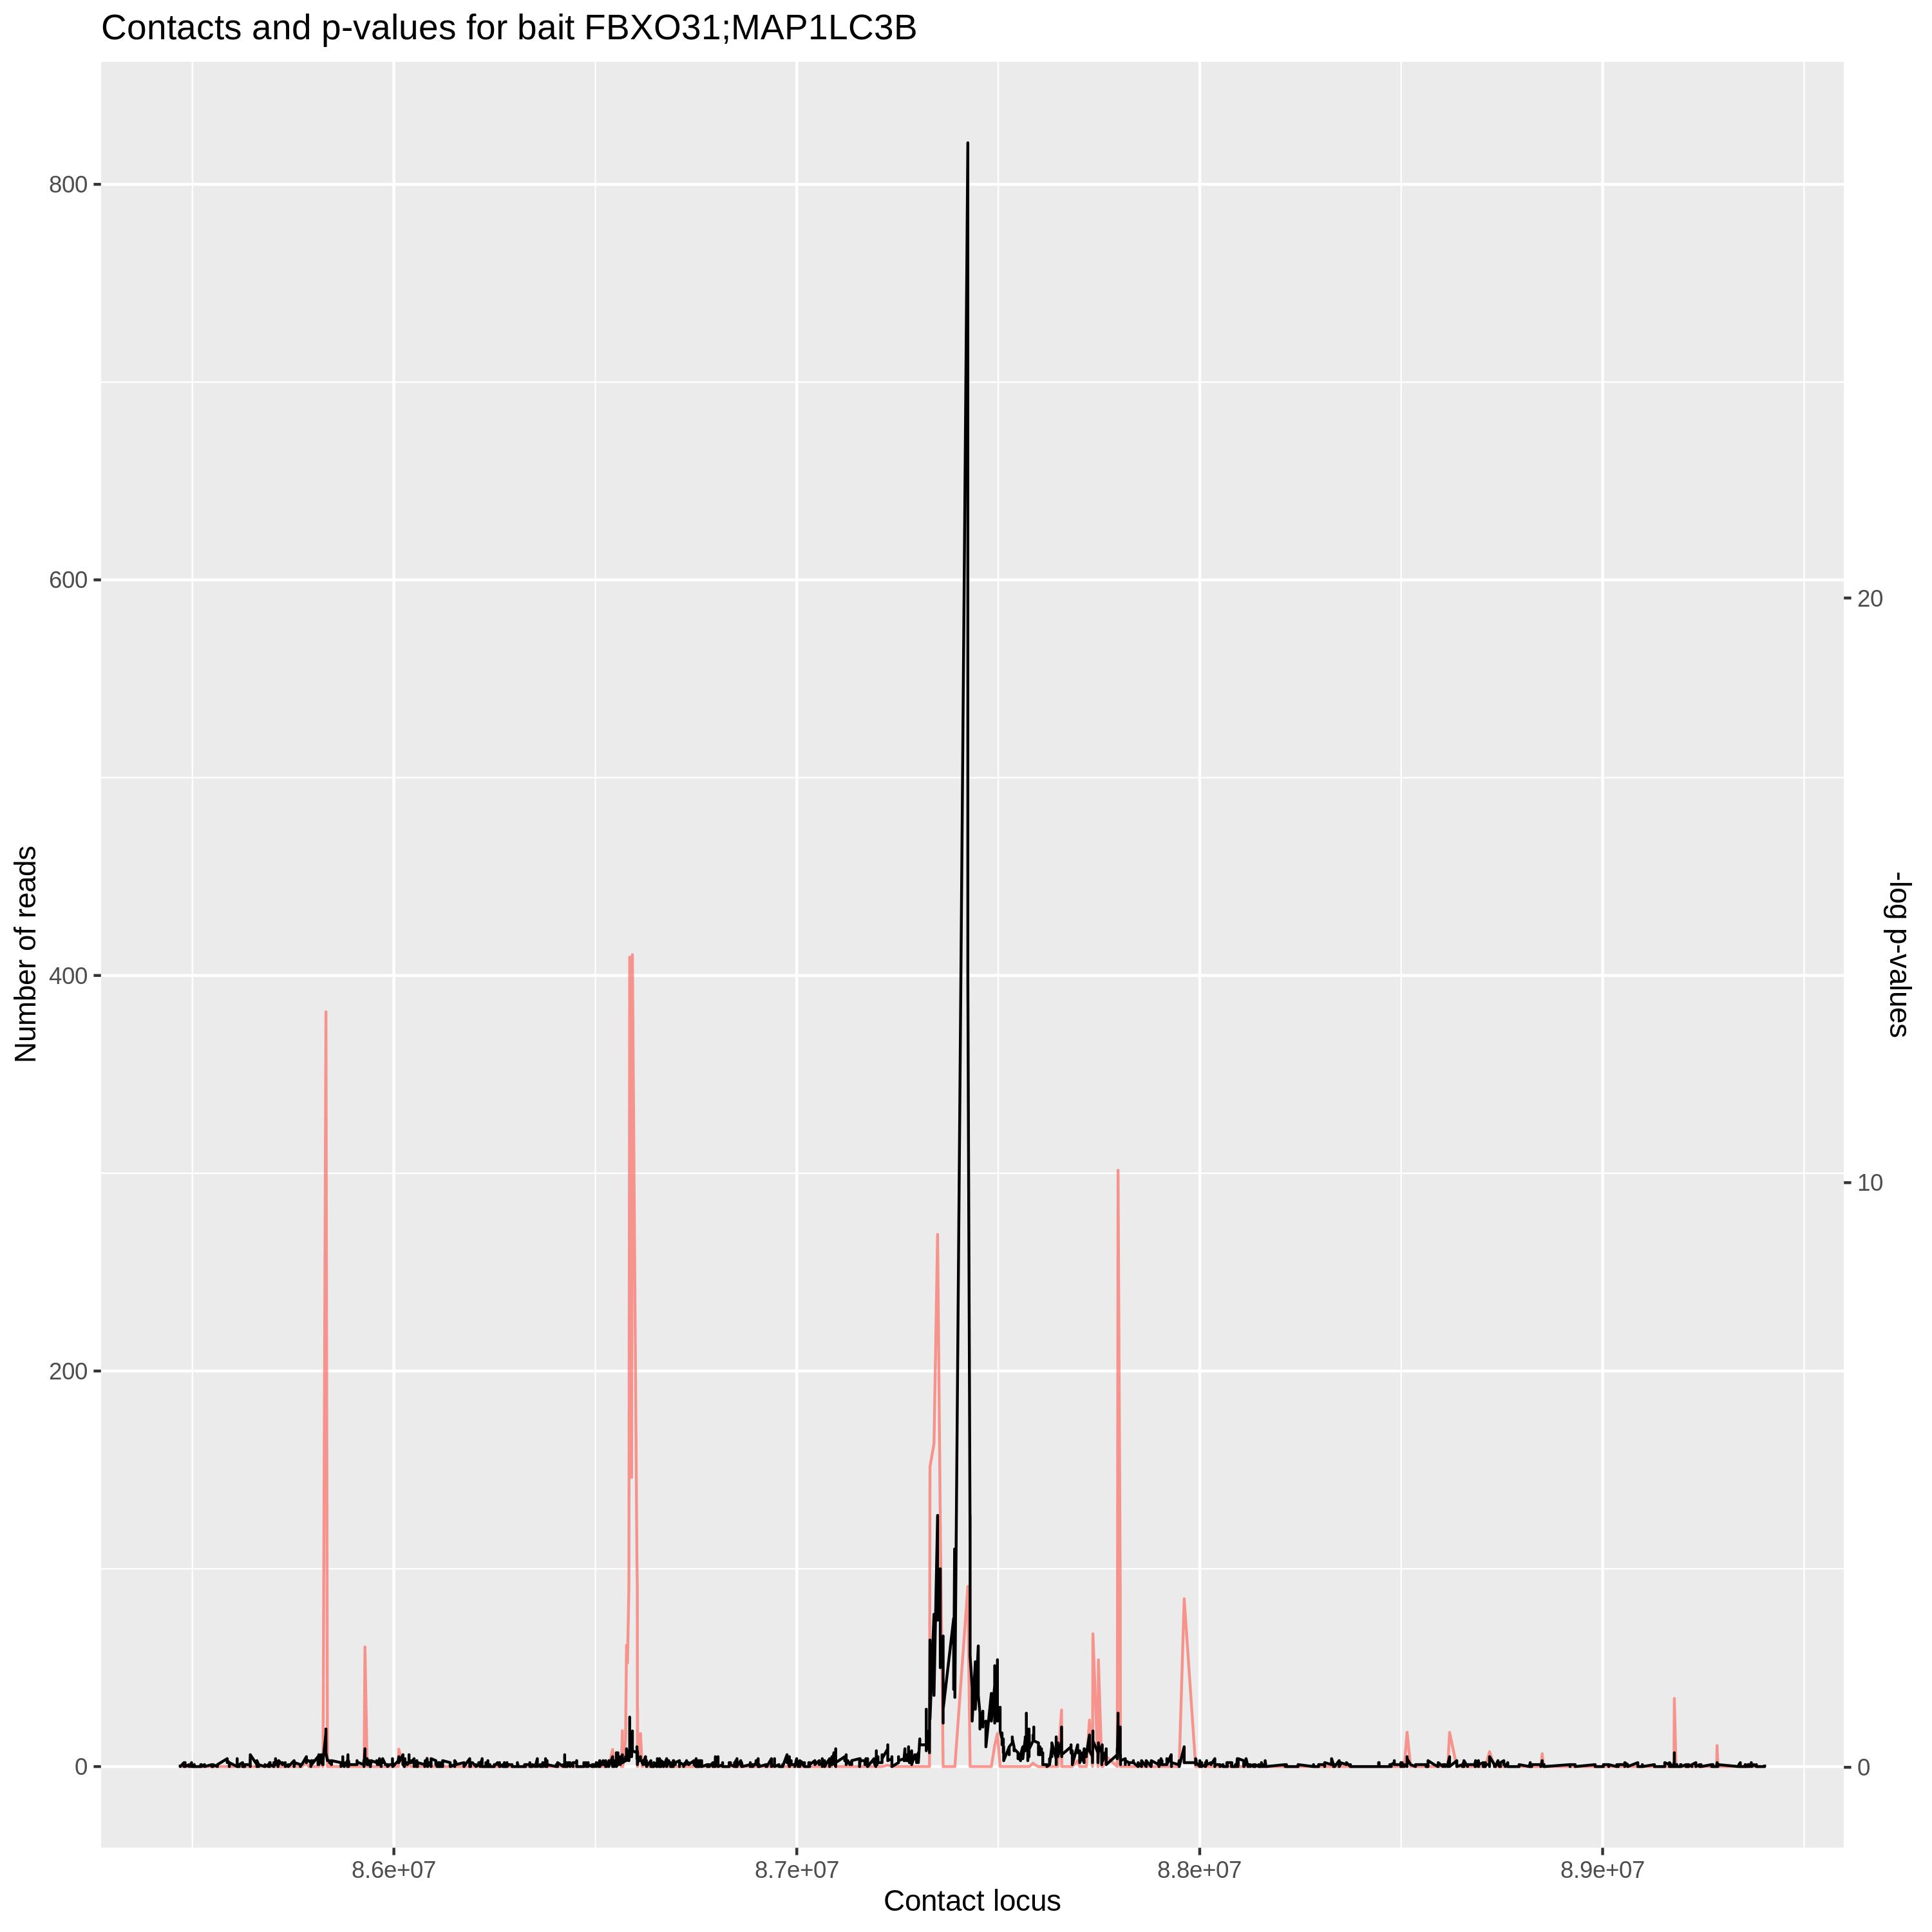 Contacts and p-values for bait FBXO31;MAP1LC3B
800
600
400
200
0
Number of reads
20
10
0
-log p-values
8.6e+07
8.7e+07
8.8e+07
8.9e+07
Contact locus